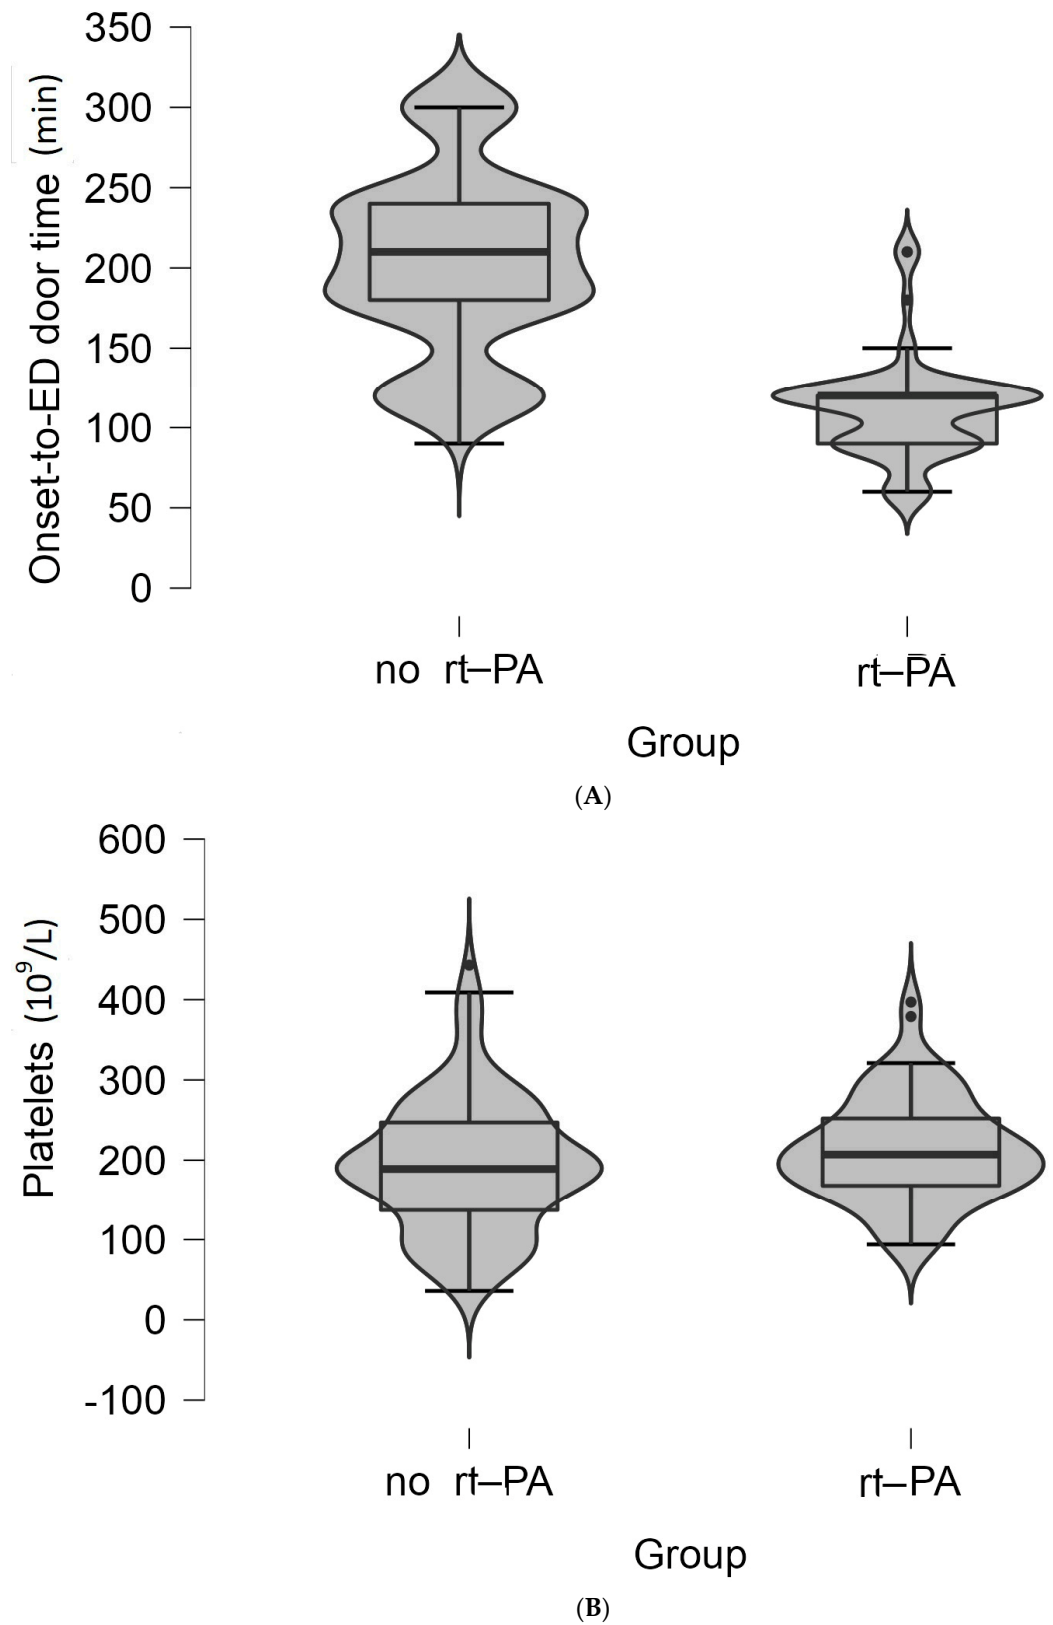 350
300
250
200
150
100
50
0
Onset-to-ED door time (min)
no rt–PA
rt–PA
Group
(A)
600
500
400
300
200
100
0
-100
Platelets (10⁹/L)
no rt–PA
rt–PA
Group
(B)